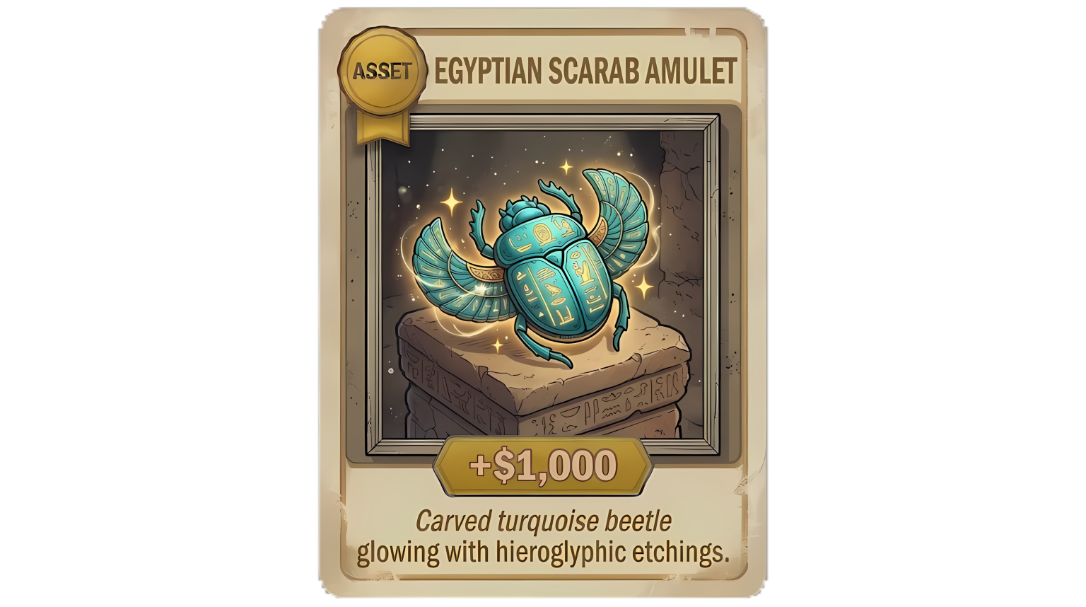 ASSET
EGYPTIAN SCARAB AMULET
+$1,000
Carved turquoise beetle
glowing with hieroglyphic etchings.